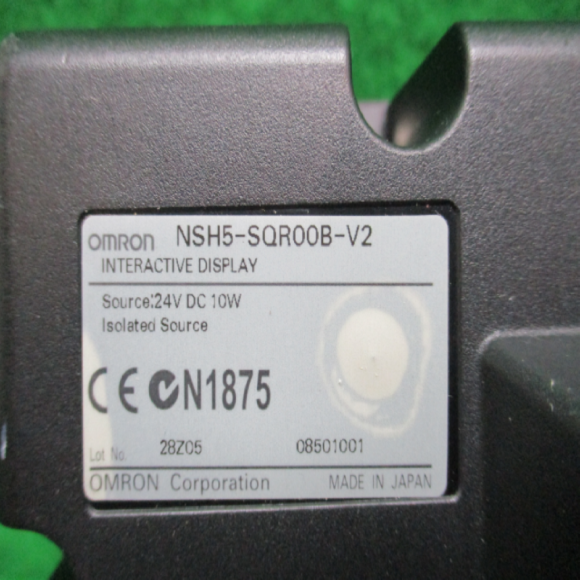 OMRON NSH5-SQR00B-V2
INTERACTIVE DISPLAY
Source:24V DC 10W
Isolated Source
CE N1875
Lot No. 28Z05 08501001
OMRON Corporation MADE IN JAPAN